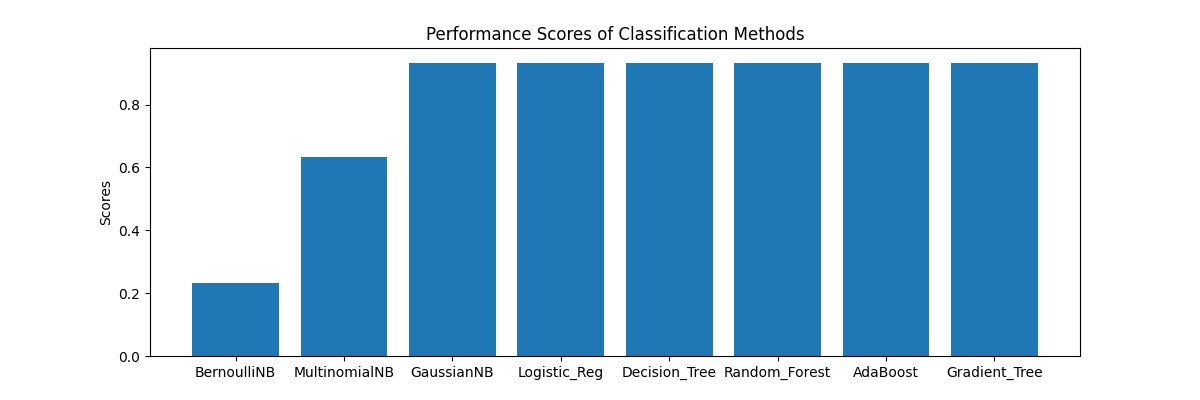 Performance Scores of Classification Methods
Scores
0.8
0.6
0.4
0.2
0.0
BernoulliNB MultinomialNB GaussianNB Logistic_Reg Decision_Tree Random_Forest AdaBoost Gradient_Tree